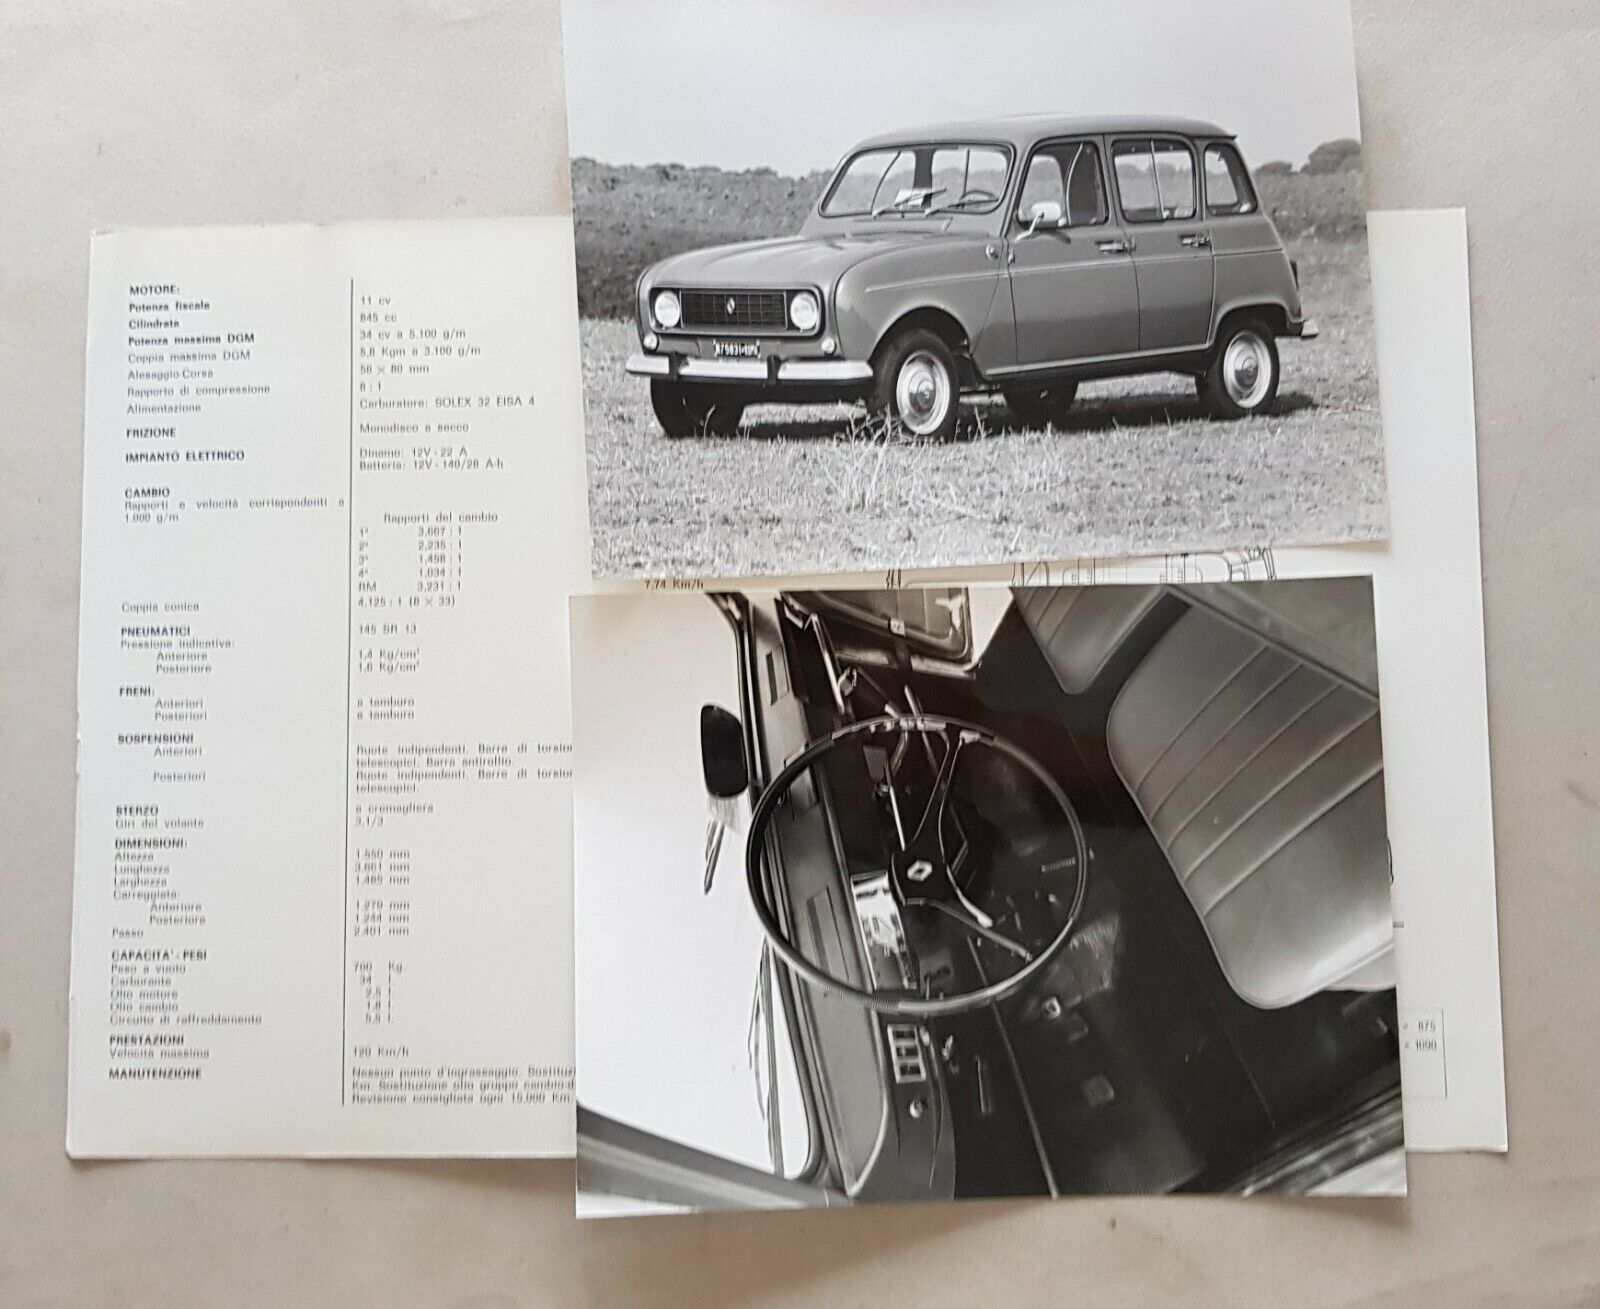 MOTORE:
Potenza fiscale 11 cv
Cilindrata 845 cc
Potenza massima DGM 34 cv a 5.100 g/m
Coppia massima DGM 5,8 Kgm a 3.100 g/m
Alesaggio-Corsa 58 × 80 mm
Rapporto di compressione 8 : 1
Alimentazione Carburatore: SOLEX 32 EISA 4
FRIZIONE Monodisco a secco
IMPIANTO ELETTRICO Dinamo: 12V - 22 A
Batteria: 12V - 140/28 A-h
CAMBIO
Rapporti e velocità corrispondenti a
1.000 g/m
Rapporti del cambio
1ª 3,667 : 1
2ª 2,235 : 1
3ª 1,458 : 1
4ª 1,034 : 1
RM 3,231 : 1
7,74 Km/h
Coppia conica 4,125 : 1 (8 × 33)
PNEUMATICI 145 SR 13
Pressione indicativa:
Anteriore 1,4 Kg/cm²
Posteriore 1,6 Kg/cm²
FRENI:
Anteriori a tamburo
Posteriori a tamburo
SOSPENSIONI
Anteriori Ruote indipendenti. Barre di torsion
telescopici. Barra antirollio.
Posteriori Ruote indipendenti. Barre di torsion
telescopici.
STERZO a cremagliera
Giri del volante 3,1/3
DIMENSIONI:
Altezza 1.550 mm
Lunghezza 3.661 mm
Larghezza 1.485 mm
Carreggiata:
Anteriore 1.279 mm
Posteriore 1.244 mm
Passo 2.401 mm
CAPACITA' - PESI
Peso a vuoto 700 Kg.
Carburante 34 l.
Olio motore 2,5 l.
Olio cambio 1,8 l.
Circuito di raffreddamento 5,5 l.
PRESTAZIONI
Velocità massima 120 Km/h
MANUTENZIONE Nessun punto d'ingrassaggio. Sostituz
Km. Sostituzione olio gruppo cambio-d
Revisione consigliata ogni 15.000 Km.
= 875
= 1090